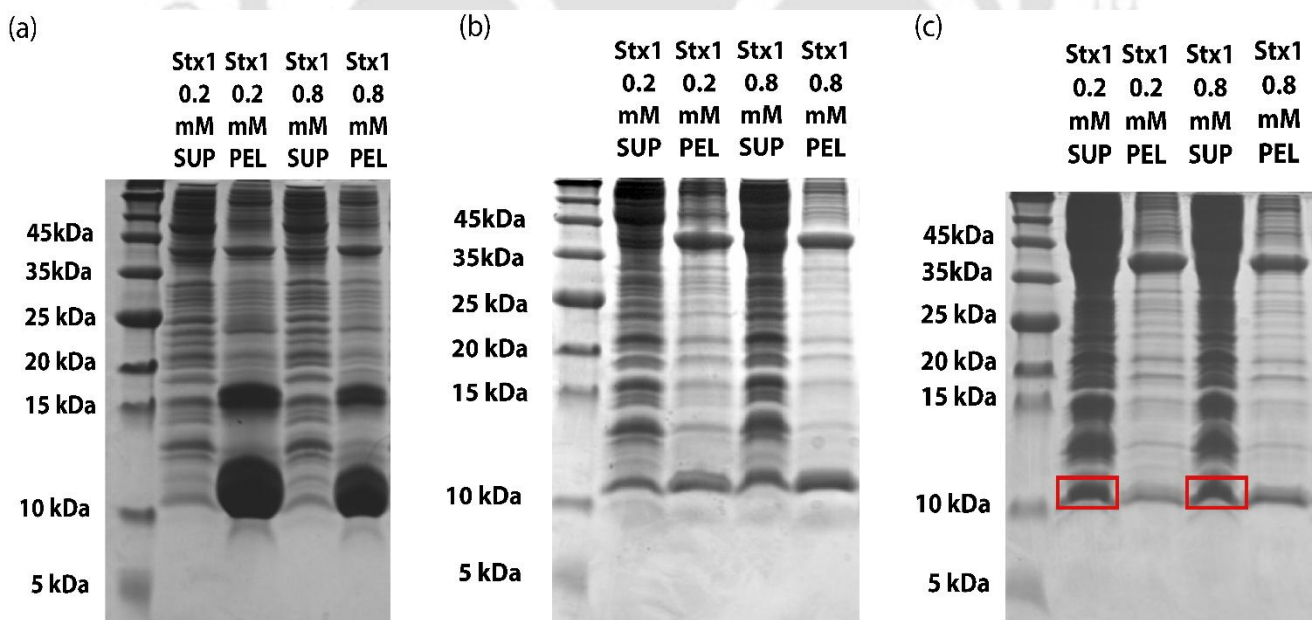 (a)
Stx1 Stx1 Stx1 Stx1
0.2 0.2 0.8 0.8
mM mM mM mM
SUP PEL SUP PEL
45kDa
35kDa
25 kDa
20 kDa
15 kDa
10 kDa
5 kDa
(b)
Stx1 Stx1 Stx1 Stx1
0.2 0.2 0.8 0.8
mM mM mM mM
SUP PEL SUP PEL
45kDa
35kDa
25 kDa
20 kDa
15 kDa
10 kDa
5 kDa
(c)
Stx1 Stx1 Stx1 Stx1
0.2 0.2 0.8 0.8
mM mM mM mM
SUP PEL SUP PEL
45kDa
35kDa
25 kDa
20 kDa
15 kDa
10 kDa
5 kDa